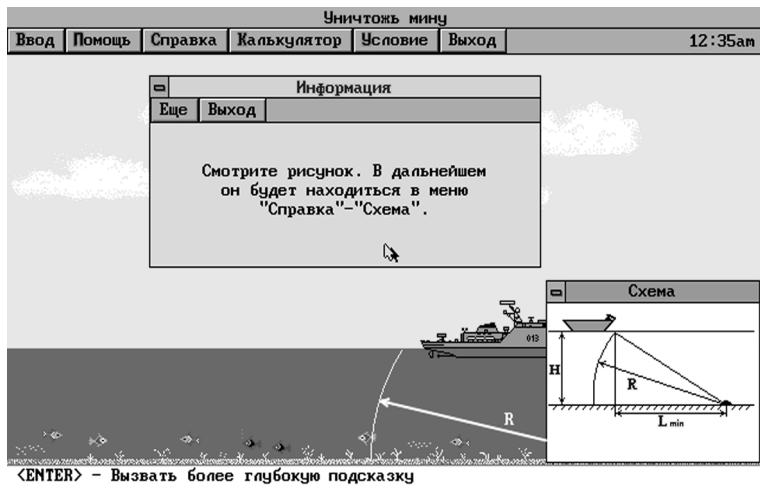 Уничтожь мину
Ввод Помощь Справка Калькулятор Условие Выход 12:35am
Информация
Еще Выход
Смотрите рисунок. В дальнейшем
он будет находиться в меню
"Справка"-"Схема".
Схема
013
H
R
R
L min
<ENTER> - Вызвать более глубокую подсказку